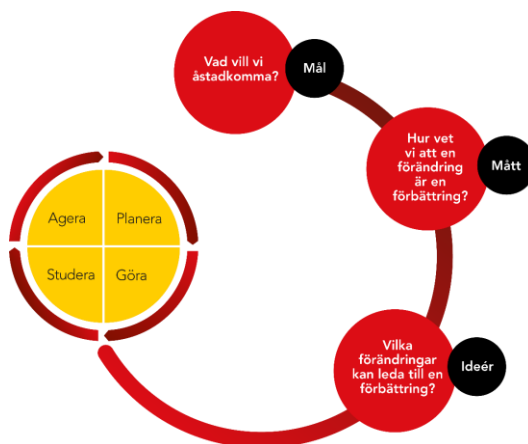 Vad vill vi
åstadkomma?
Mål
Hur vet
vi att en
förändring
är en
förbättring?
Mått
Vilka
förändringar
kan leda till en
förbättring?
Ideér
Agera
Planera
Studera
Göra